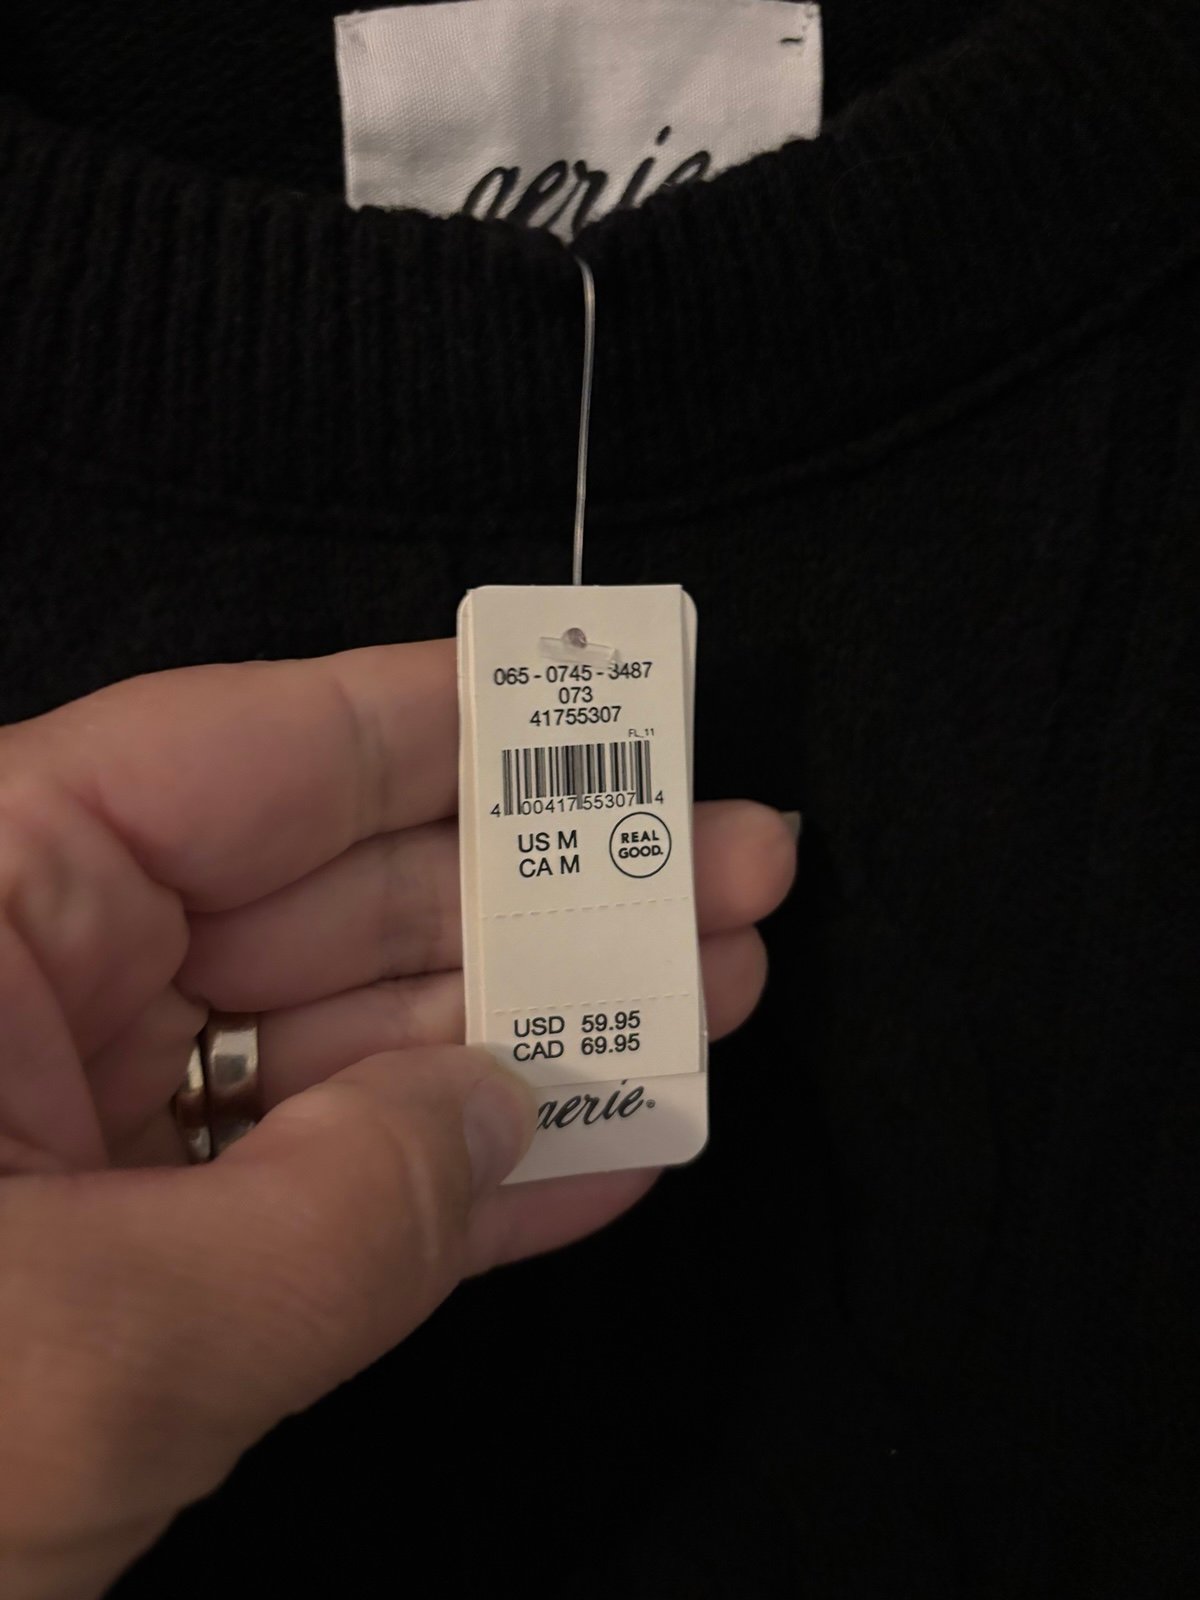 aerie
065 - 0745 - 3487
073
41755307
FL_11
4 00417 55307 4
US M
CA M
REAL
GOOD.
USD 59.95
CAD 69.95
aerie®